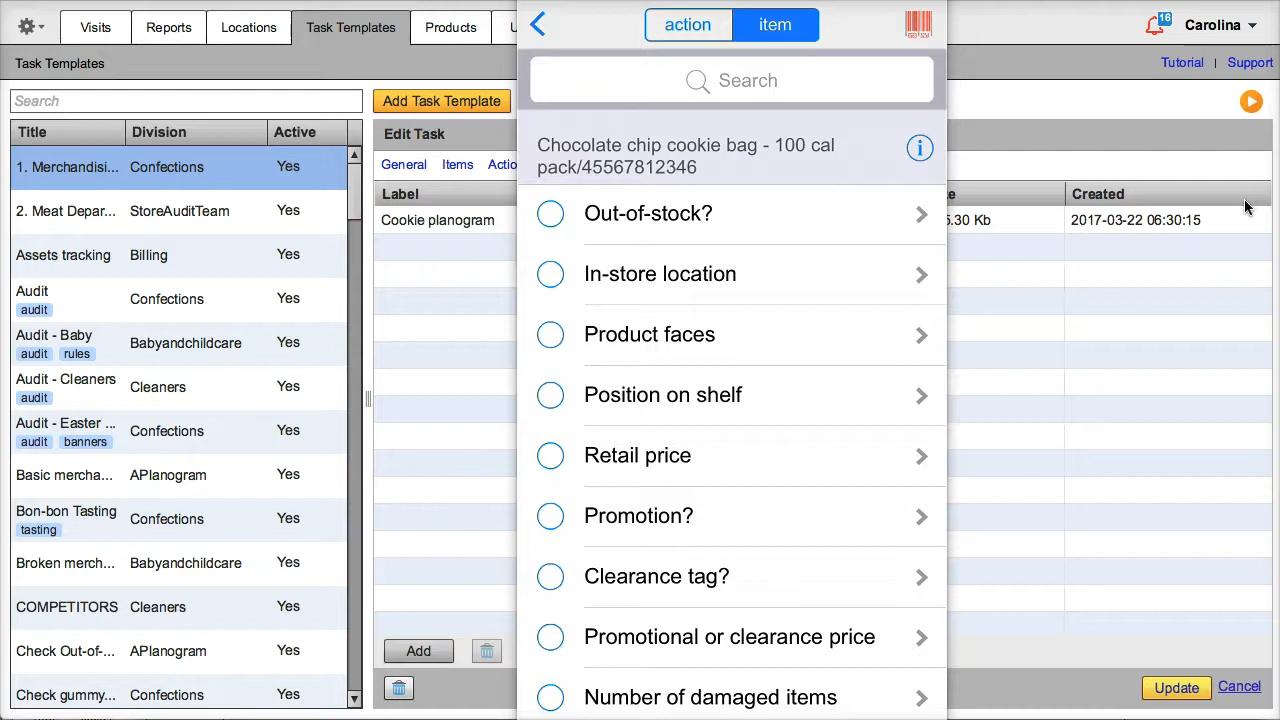 Visits
Reports
Locations
Task Templates
Products
U
action
item
16
Carolina
Task Templates
Tutorial | Support
Search
Title
Division
Active
1. Merchandisi...
Confections
Yes
2. Meat Depar...
StoreAuditTeam
Yes
Assets tracking
Billing
Yes
Audit
audit
Confections
Yes
Audit - Baby
audit rules
Babyandchildcare
Yes
Audit - Cleaners
audit
Cleaners
Yes
Audit - Easter ...
audit banners
Confections
Yes
Basic mercha...
APlanogram
Yes
Bon-bon Tasting
tasting
Confections
Yes
Broken merch...
Babyandchildcare
Yes
COMPETITORS
Cleaners
Yes
Check Out-of-...
APlanogram
Yes
Check gummy...
Confections
Yes
Add Task Template
Edit Task
General
Items
Actio
Label
Cookie planogram
Add
Search
Chocolate chip cookie bag - 100 cal
pack/45567812346
Out-of-stock?
In-store location
Product faces
Position on shelf
Retail price
Promotion?
Clearance tag?
Promotional or clearance price
Number of damaged items
Created
.30 Kb
2017-03-22 06:30:15
Update
Cancel